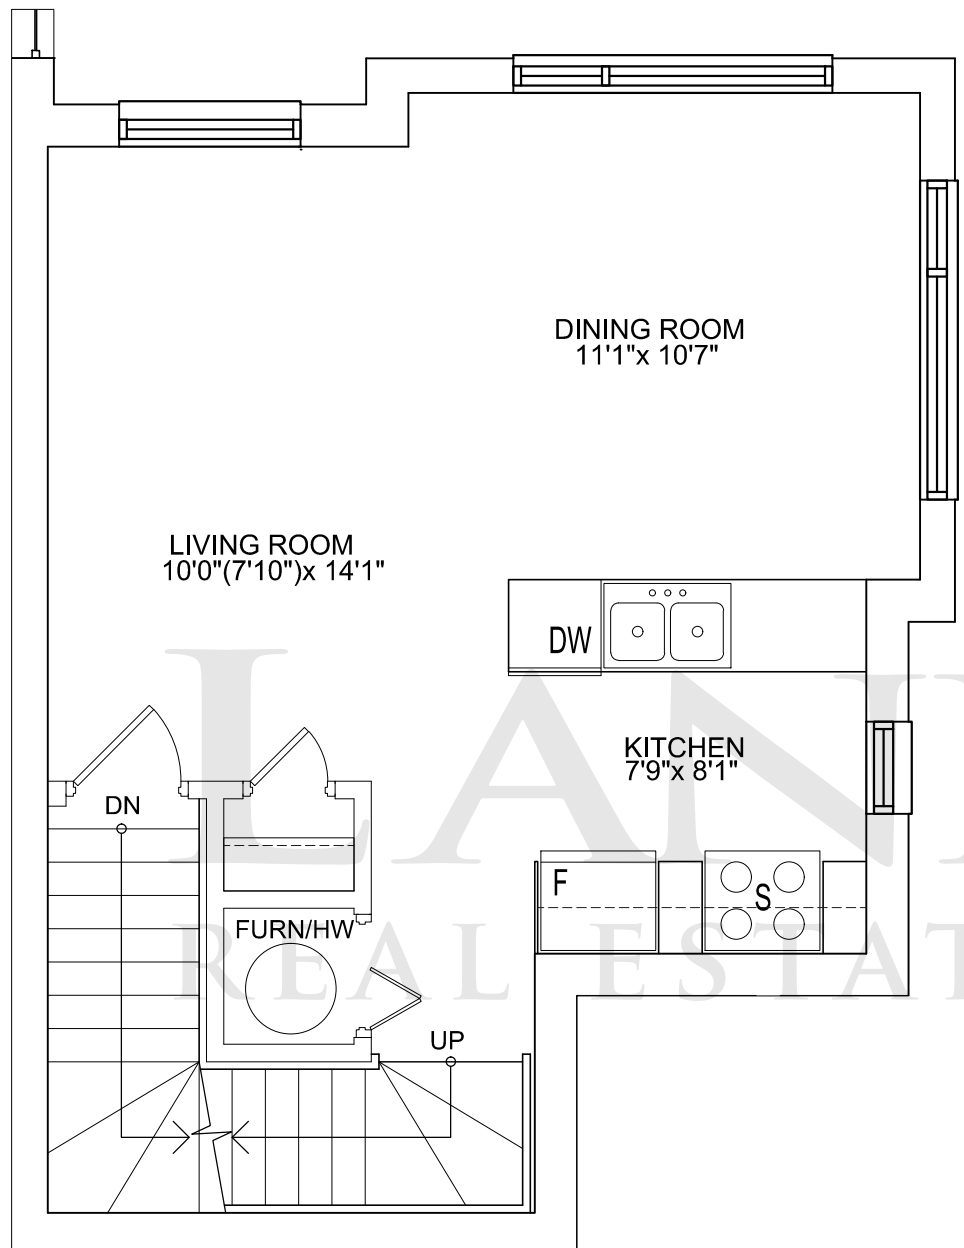 DINING ROOM
11'1"x 10'7"
LIVING ROOM
10'0"(7'10")x 14'1"
DW
KITCHEN
7'9"x 8'1"
DN
F
S
FURN/HW
UP
LAN
REAL ESTAT